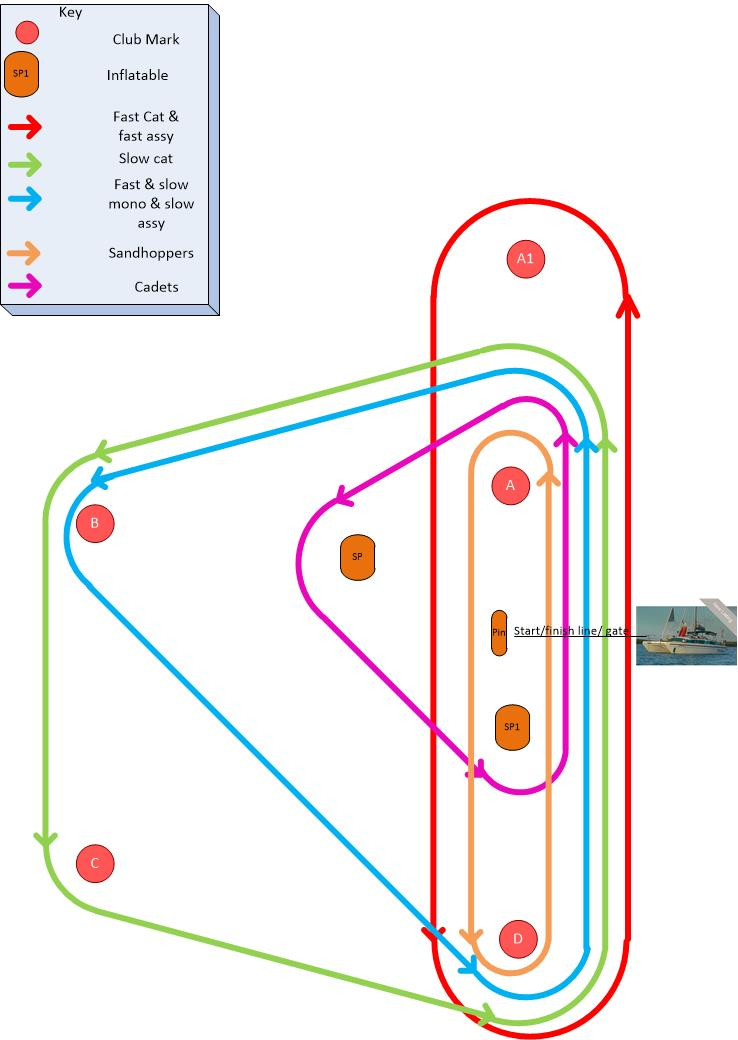 Key
Club Mark
SP1
Inflatable
Fast Cat &
fast assy
Slow cat
Fast & slow
mono & slow
assy
Sandhoppers
Cadets
A1
A
B
SP
Pin
Start/finish line/ gate
SP1
C
D